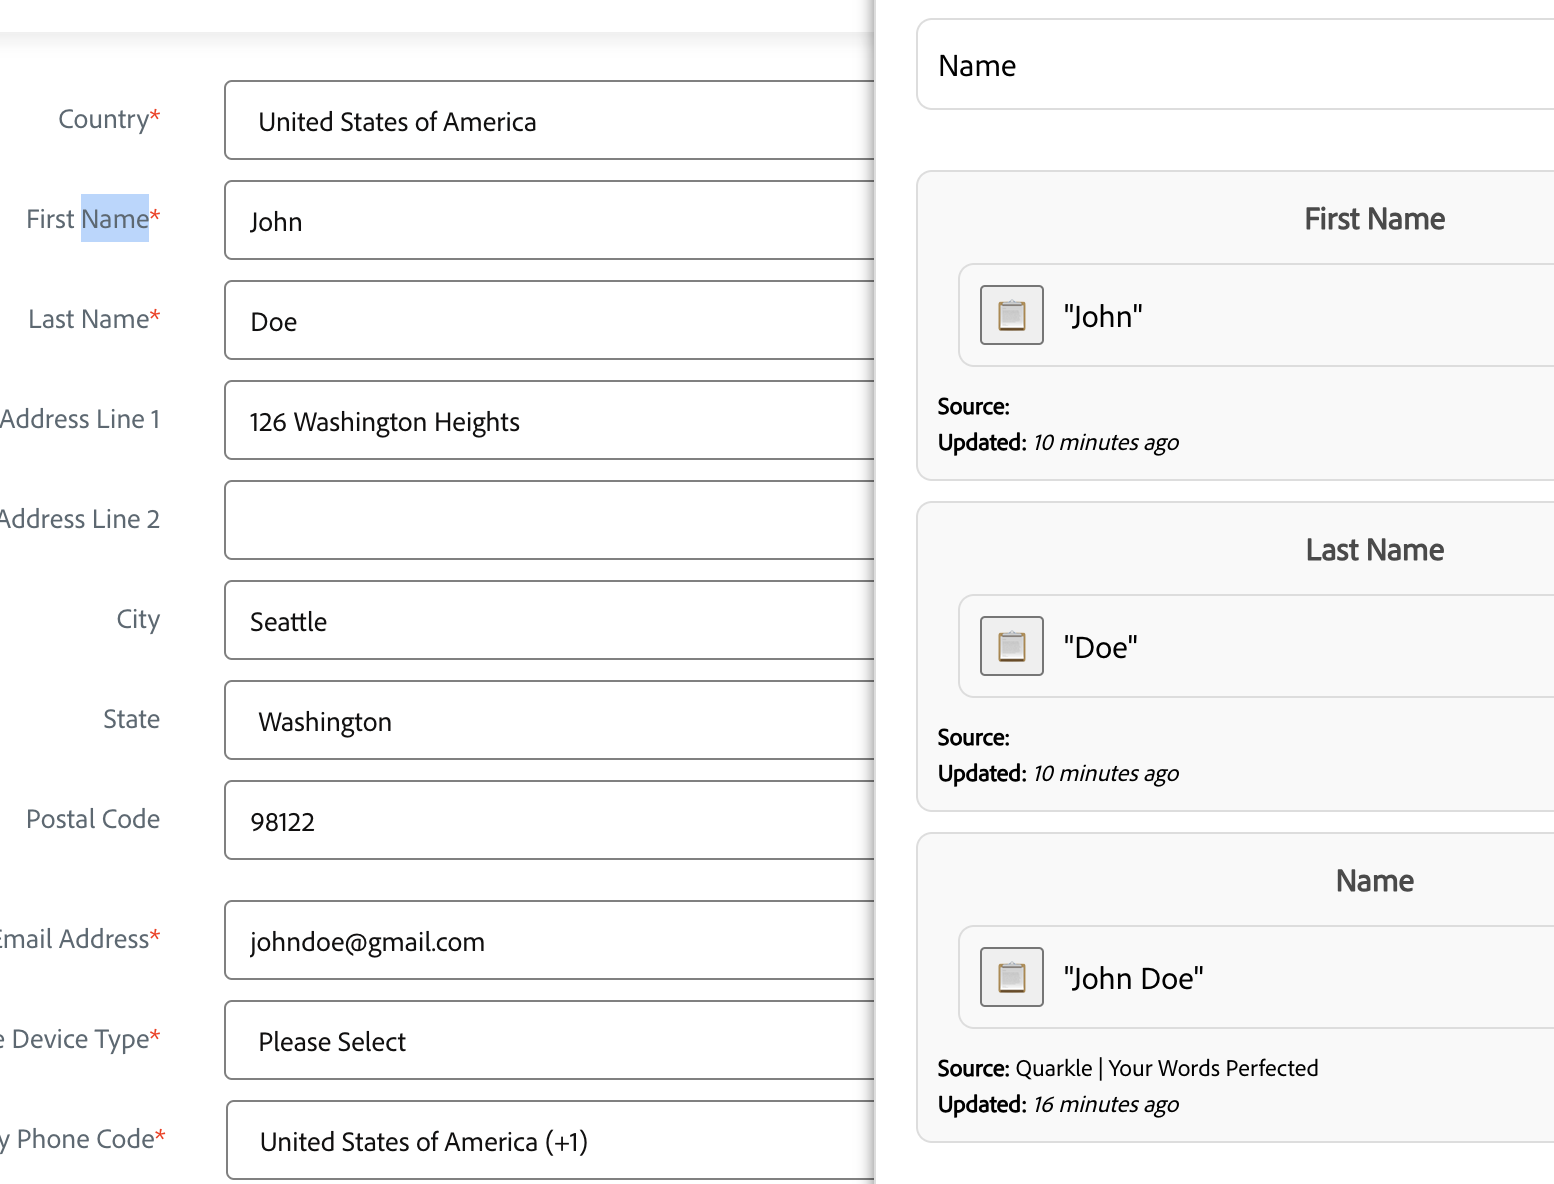 Country*
United States of America
First Name*
John
Last Name*
Doe
Address Line 1
126 Washington Heights
Address Line 2
City
Seattle
State
Washington
Postal Code
98122
Email Address*
johndoe@gmail.com
Device Type*
Please Select
Phone Code*
United States of America (+1)
Name
First Name
"John"
Source:
Updated: 10 minutes ago
Last Name
"Doe"
Source:
Updated: 10 minutes ago
Name
"John Doe"
Source: Quarkle | Your Words Perfected
Updated: 16 minutes ago